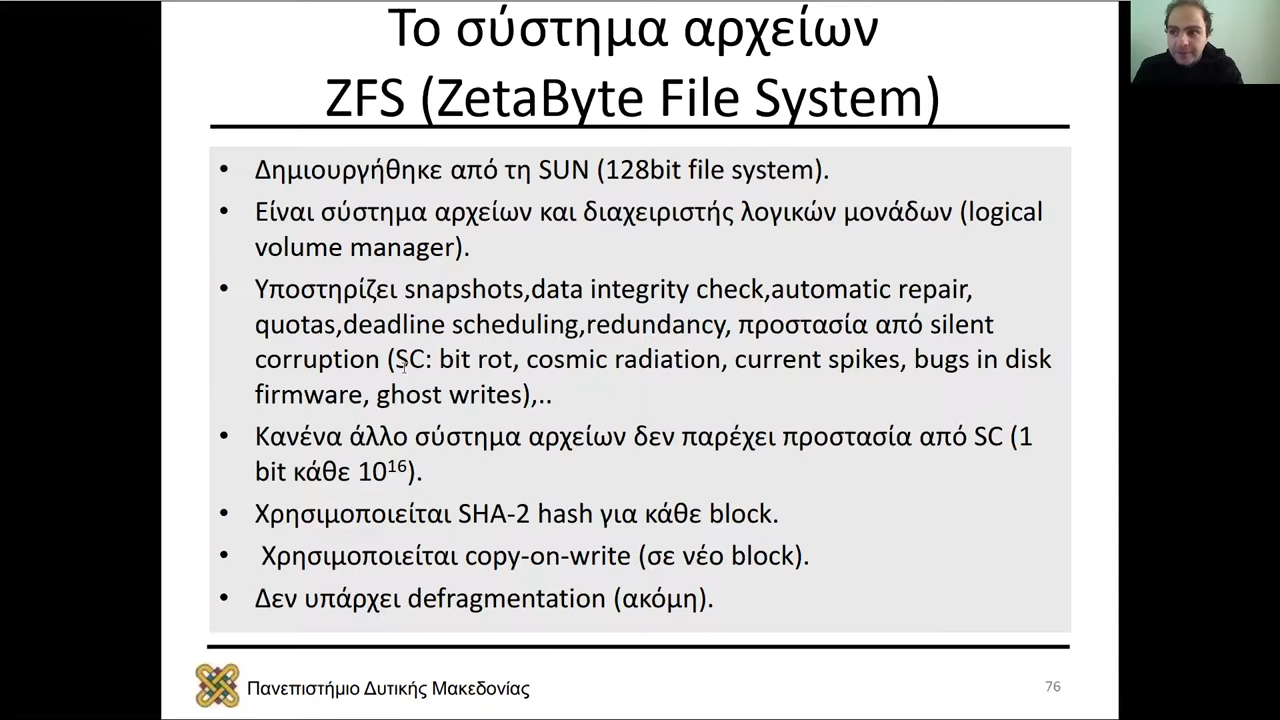 Το σύστημα αρχείων
ZFS (ZetaByte File System)
• Δημιουργήθηκε από τη SUN (128bit file system).
• Είναι σύστημα αρχείων και διαχειριστής λογικών μονάδων (logical
volume manager).
• Υποστηρίζει snapshots,data integrity check,automatic repair,
quotas,deadline scheduling,redundancy, προστασία από silent
corruption (SC: bit rot, cosmic radiation, current spikes, bugs in disk
firmware, ghost writes),..
• Κανένα άλλο σύστημα αρχείων δεν παρέχει προστασία από SC (1
bit κάθε 10¹⁶).
• Χρησιμοποιείται SHA-2 hash για κάθε block.
• Χρησιμοποιείται copy-on-write (σε νέο block).
• Δεν υπάρχει defragmentation (ακόμη).
Πανεπιστήμιο Δυτικής Μακεδονίας
76